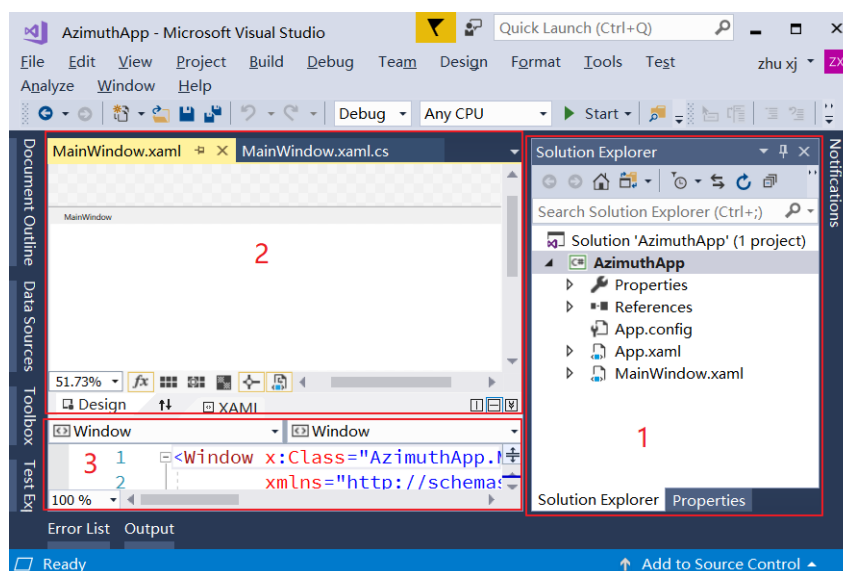 AzimuthApp - Microsoft Visual Studio
Quick Launch (Ctrl+Q)
File Edit View Project Build Debug Team Design Format Tools Test zhu xj ZX
Analyze Window Help
Debug Any CPU Start
Document Outline
Data Sources
Toolbox
Test Ex
MainWindow.xaml MainWindow.xaml.cs
MainWindow
2
51.73% fx
Design XAML
Window Window
3
1 <Window x:Class="AzimuthApp.M
2 xmlns="http://schemas
100 %
Solution Explorer
Search Solution Explorer (Ctrl+;)
Solution 'AzimuthApp' (1 project)
C# AzimuthApp
Properties
References
App.config
App.xaml
MainWindow.xaml
1
Solution Explorer Properties
Notifications
Error List Output
Ready Add to Source Control